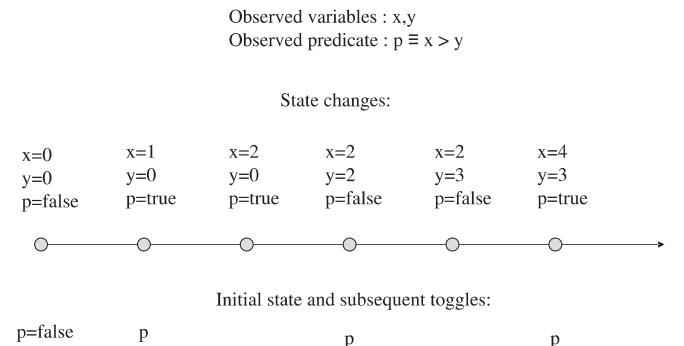 Observed variables : x,y
Observed predicate : p ≡ x > y
State changes:
x=0 x=1 x=2 x=2 x=2 x=4
y=0 y=0 y=0 y=2 y=3 y=3
p=false p=true p=true p=false p=false p=true
Initial state and subsequent toggles:
p=false p p p